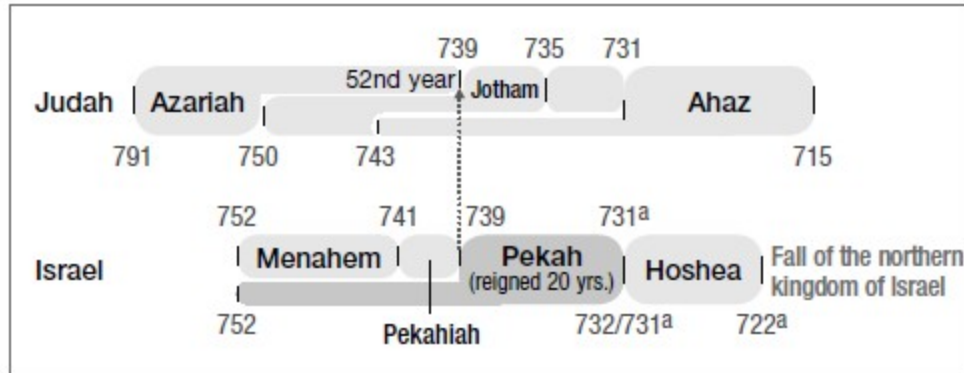 739 735 731
52nd year Jotham
Judah Azariah Ahaz
791 750 743 715
752 741 739 731ª
Israel Menahem Pekah Hoshea Fall of the northern
(reigned 20 yrs.) kingdom of Israel
752 Pekahiah 732/731ª 722ª